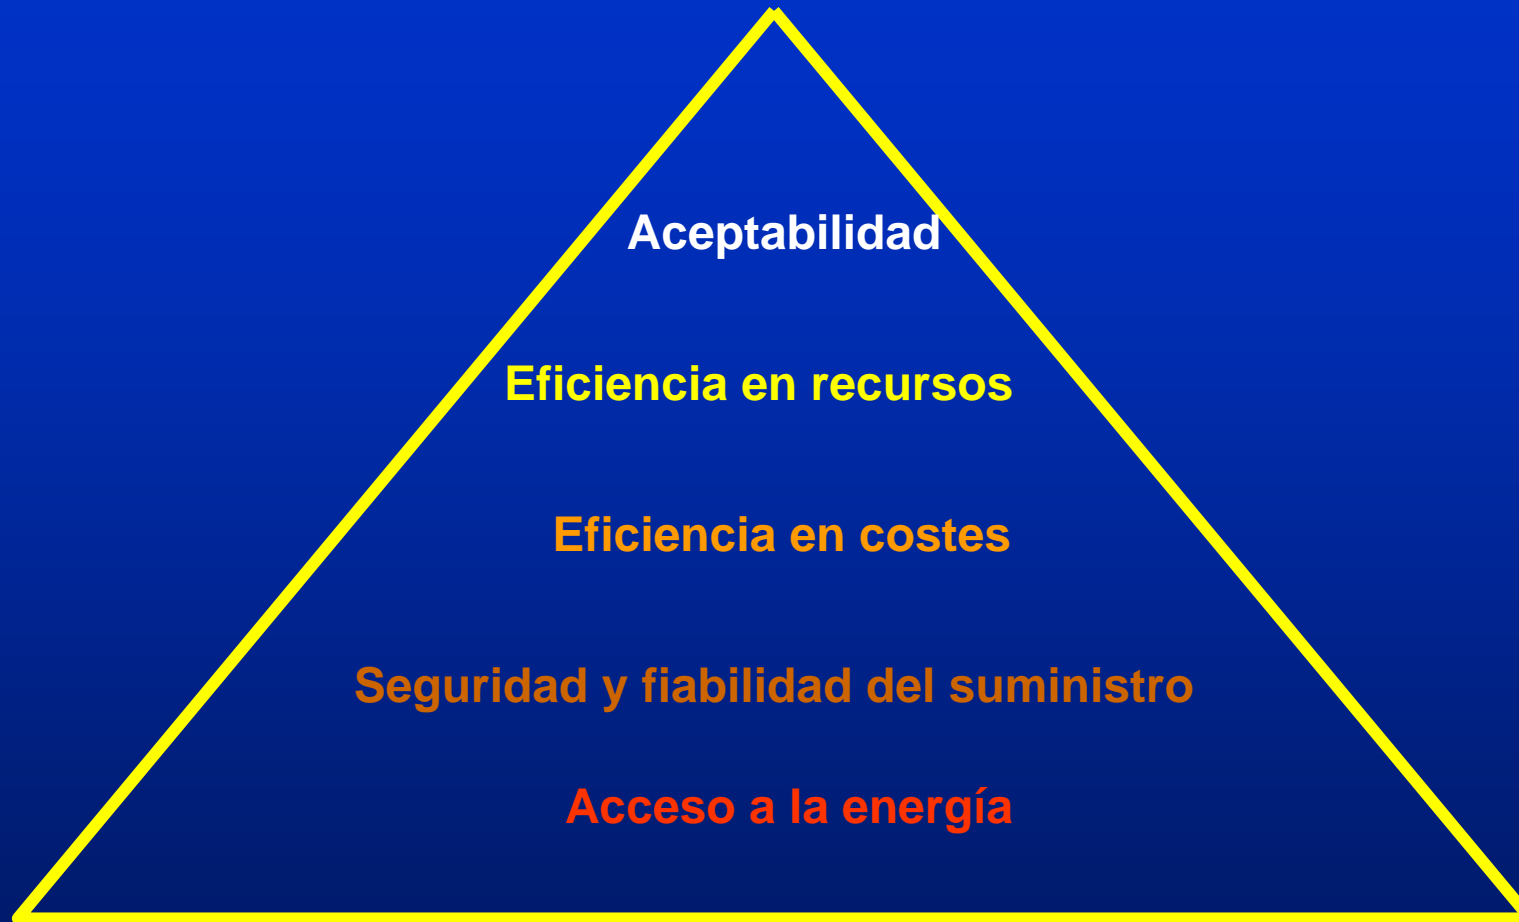 Aceptabilidad
Eficiencia en recursos
Eficiencia en costes
Seguridad y fiabilidad del suministro
Acceso a la energía